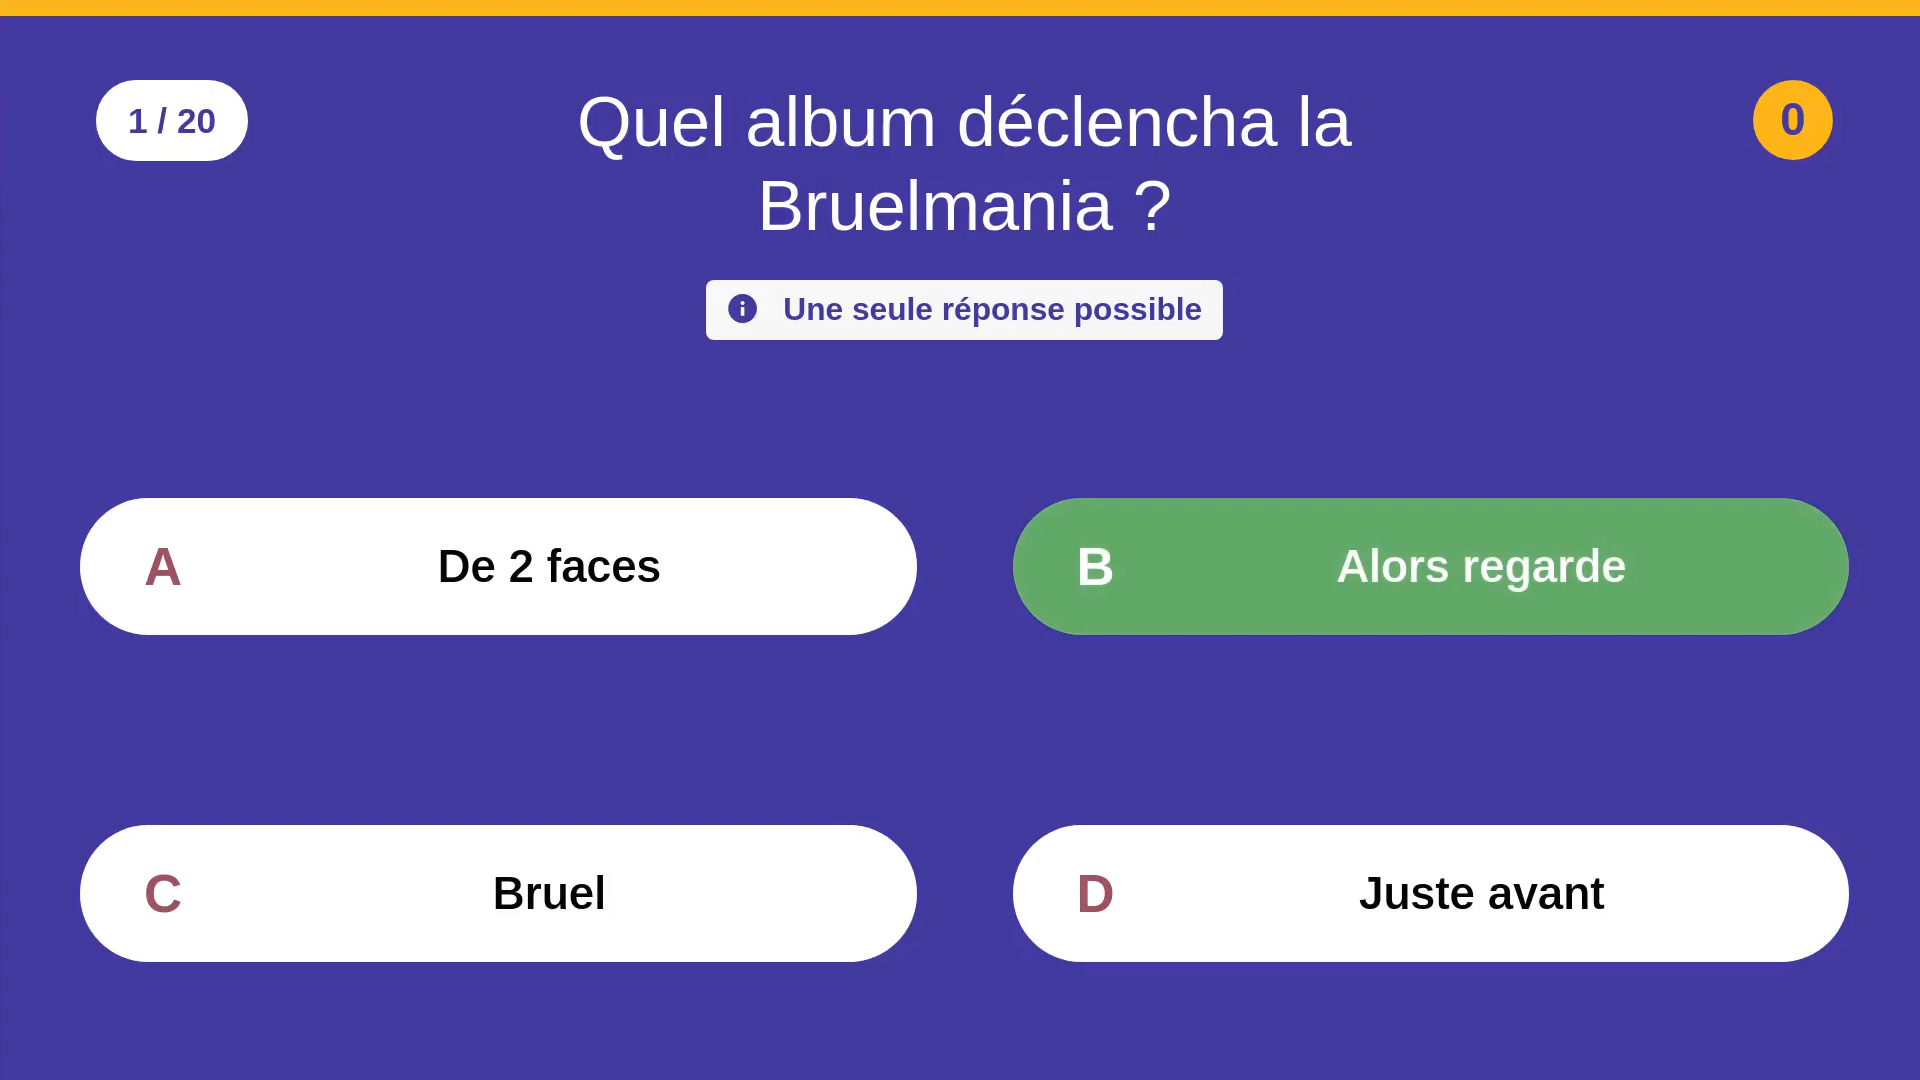 1 / 20
Quel album déclencha la
Bruelmania ?
0
Une seule réponse possible
A
De 2 faces
B
Alors regarde
C
Bruel
D
Juste avant